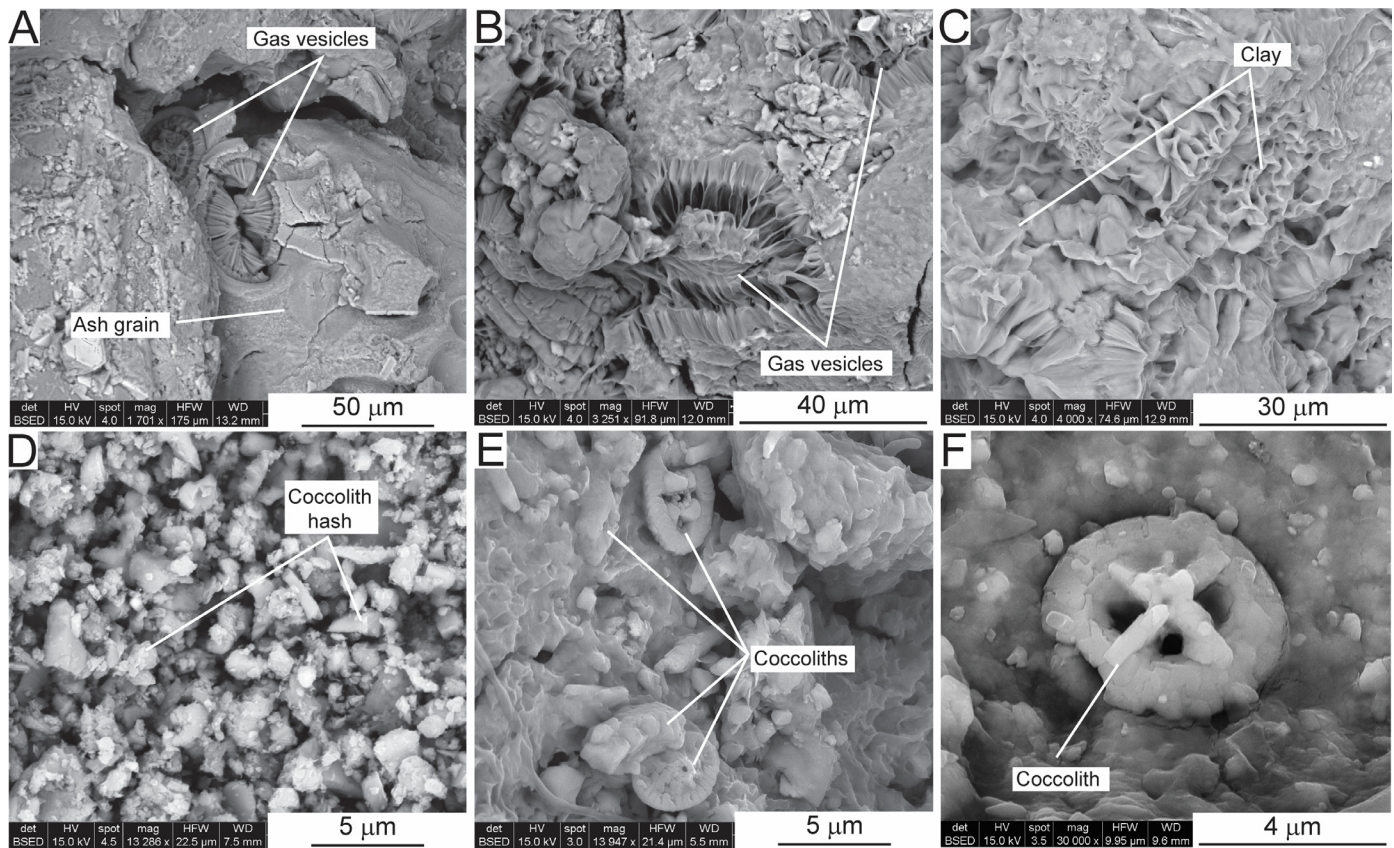 A
Gas vesicles
Ash grain
det HV spot mag HFW WD
BSED 15.0 kV 4.0 1 701 x 175 µm 13.2 mm
50 µm
B
Gas vesicles
det HV spot mag HFW WD
BSED 15.0 kV 4.0 3 251 x 91.8 µm 12.0 mm
40 µm
C
Clay
det HV spot mag HFW WD
BSED 15.0 kV 4.0 4 000 x 74.6 µm 12.9 mm
30 µm
D
Coccolith
hash
det HV spot mag HFW WD
BSED 15.0 kV 4.5 13 286 x 22.5 µm 7.5 mm
5 µm
E
Coccoliths
det HV spot mag HFW WD
BSED 15.0 kV 3.0 13 947 x 21.4 µm 5.5 mm
5 µm
F
Coccolith
det HV spot mag HFW WD
BSED 15.0 kV 3.5 30 000 x 9.95 µm 9.6 mm
4 µm